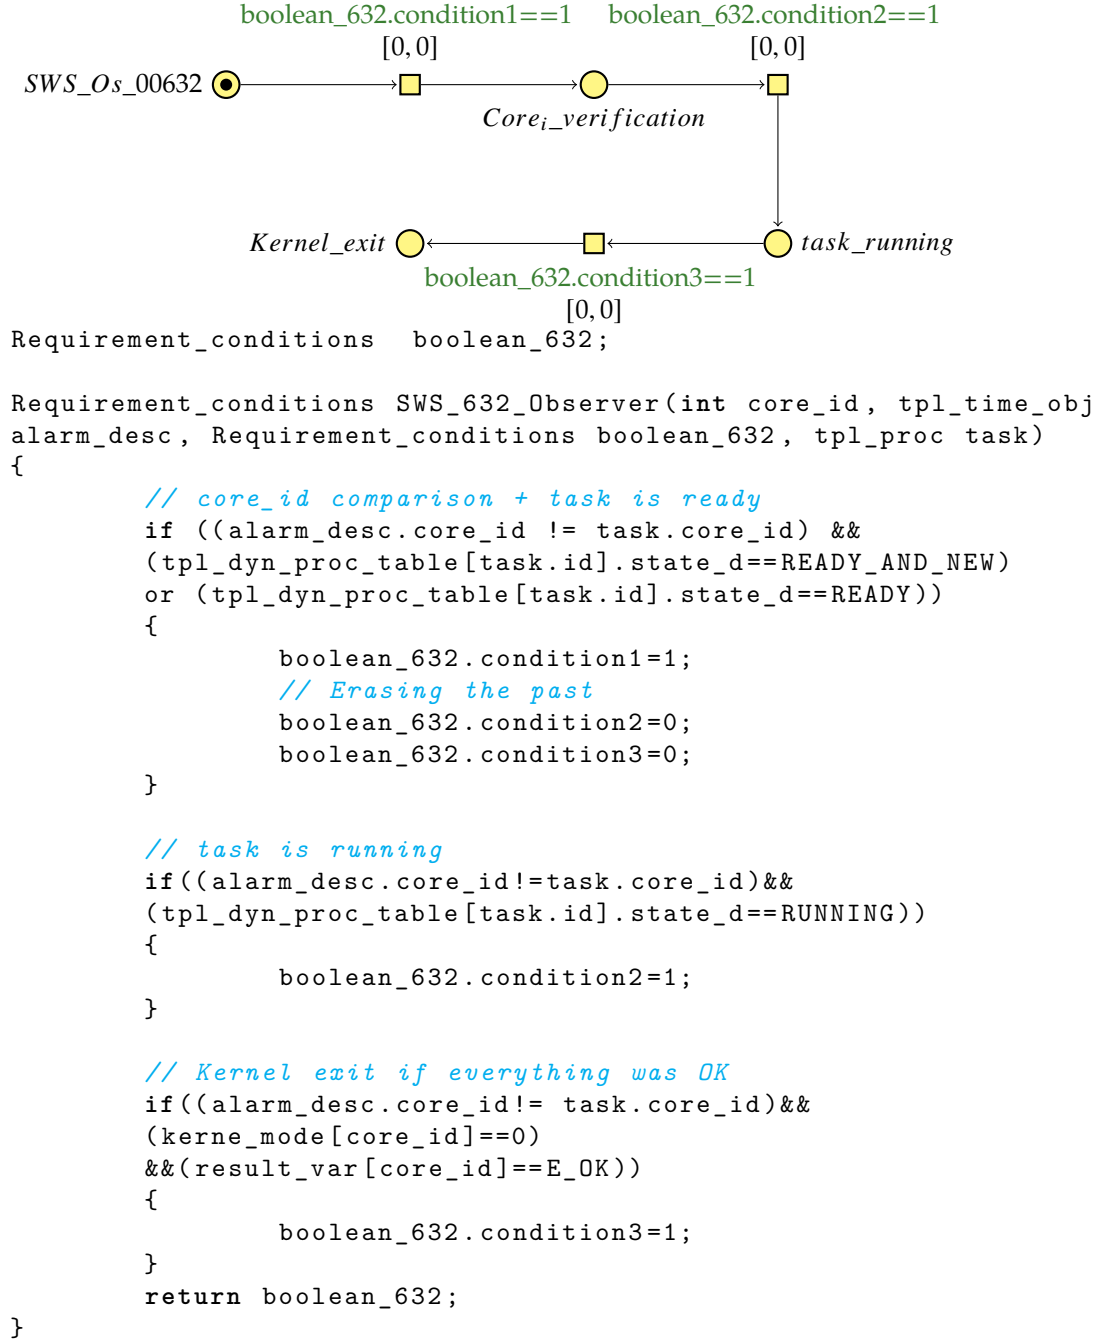 boolean_632.condition1==1 boolean_632.condition2==1
[0,0] [0,0]
SWS_Os_00632
Core_i_verification
Kernel_exit task_running
boolean_632.condition3==1
[0,0]
Requirement_conditions boolean_632;
Requirement_conditions SWS_632_Observer(int core_id, tpl_time_obj
alarm_desc, Requirement_conditions boolean_632, tpl_proc task)
{
// core_id comparison + task is ready
if ((alarm_desc.core_id != task.core_id) &&
(tpl_dyn_proc_table[task.id].state_d==READY_AND_NEW)
or (tpl_dyn_proc_table[task.id].state_d==READY))
{
boolean_632.condition1=1;
// Erasing the past
boolean_632.condition2=0;
boolean_632.condition3=0;
}
// task is running
if((alarm_desc.core_id!=task.core_id)&&
(tpl_dyn_proc_table[task.id].state_d==RUNNING))
{
boolean_632.condition2=1;
}
// Kernel exit if everything was OK
if((alarm_desc.core_id!= task.core_id)&&
(kerne_mode[core_id]==0)
&&(result_var[core_id]==E_OK))
{
boolean_632.condition3=1;
}
return boolean_632;
}